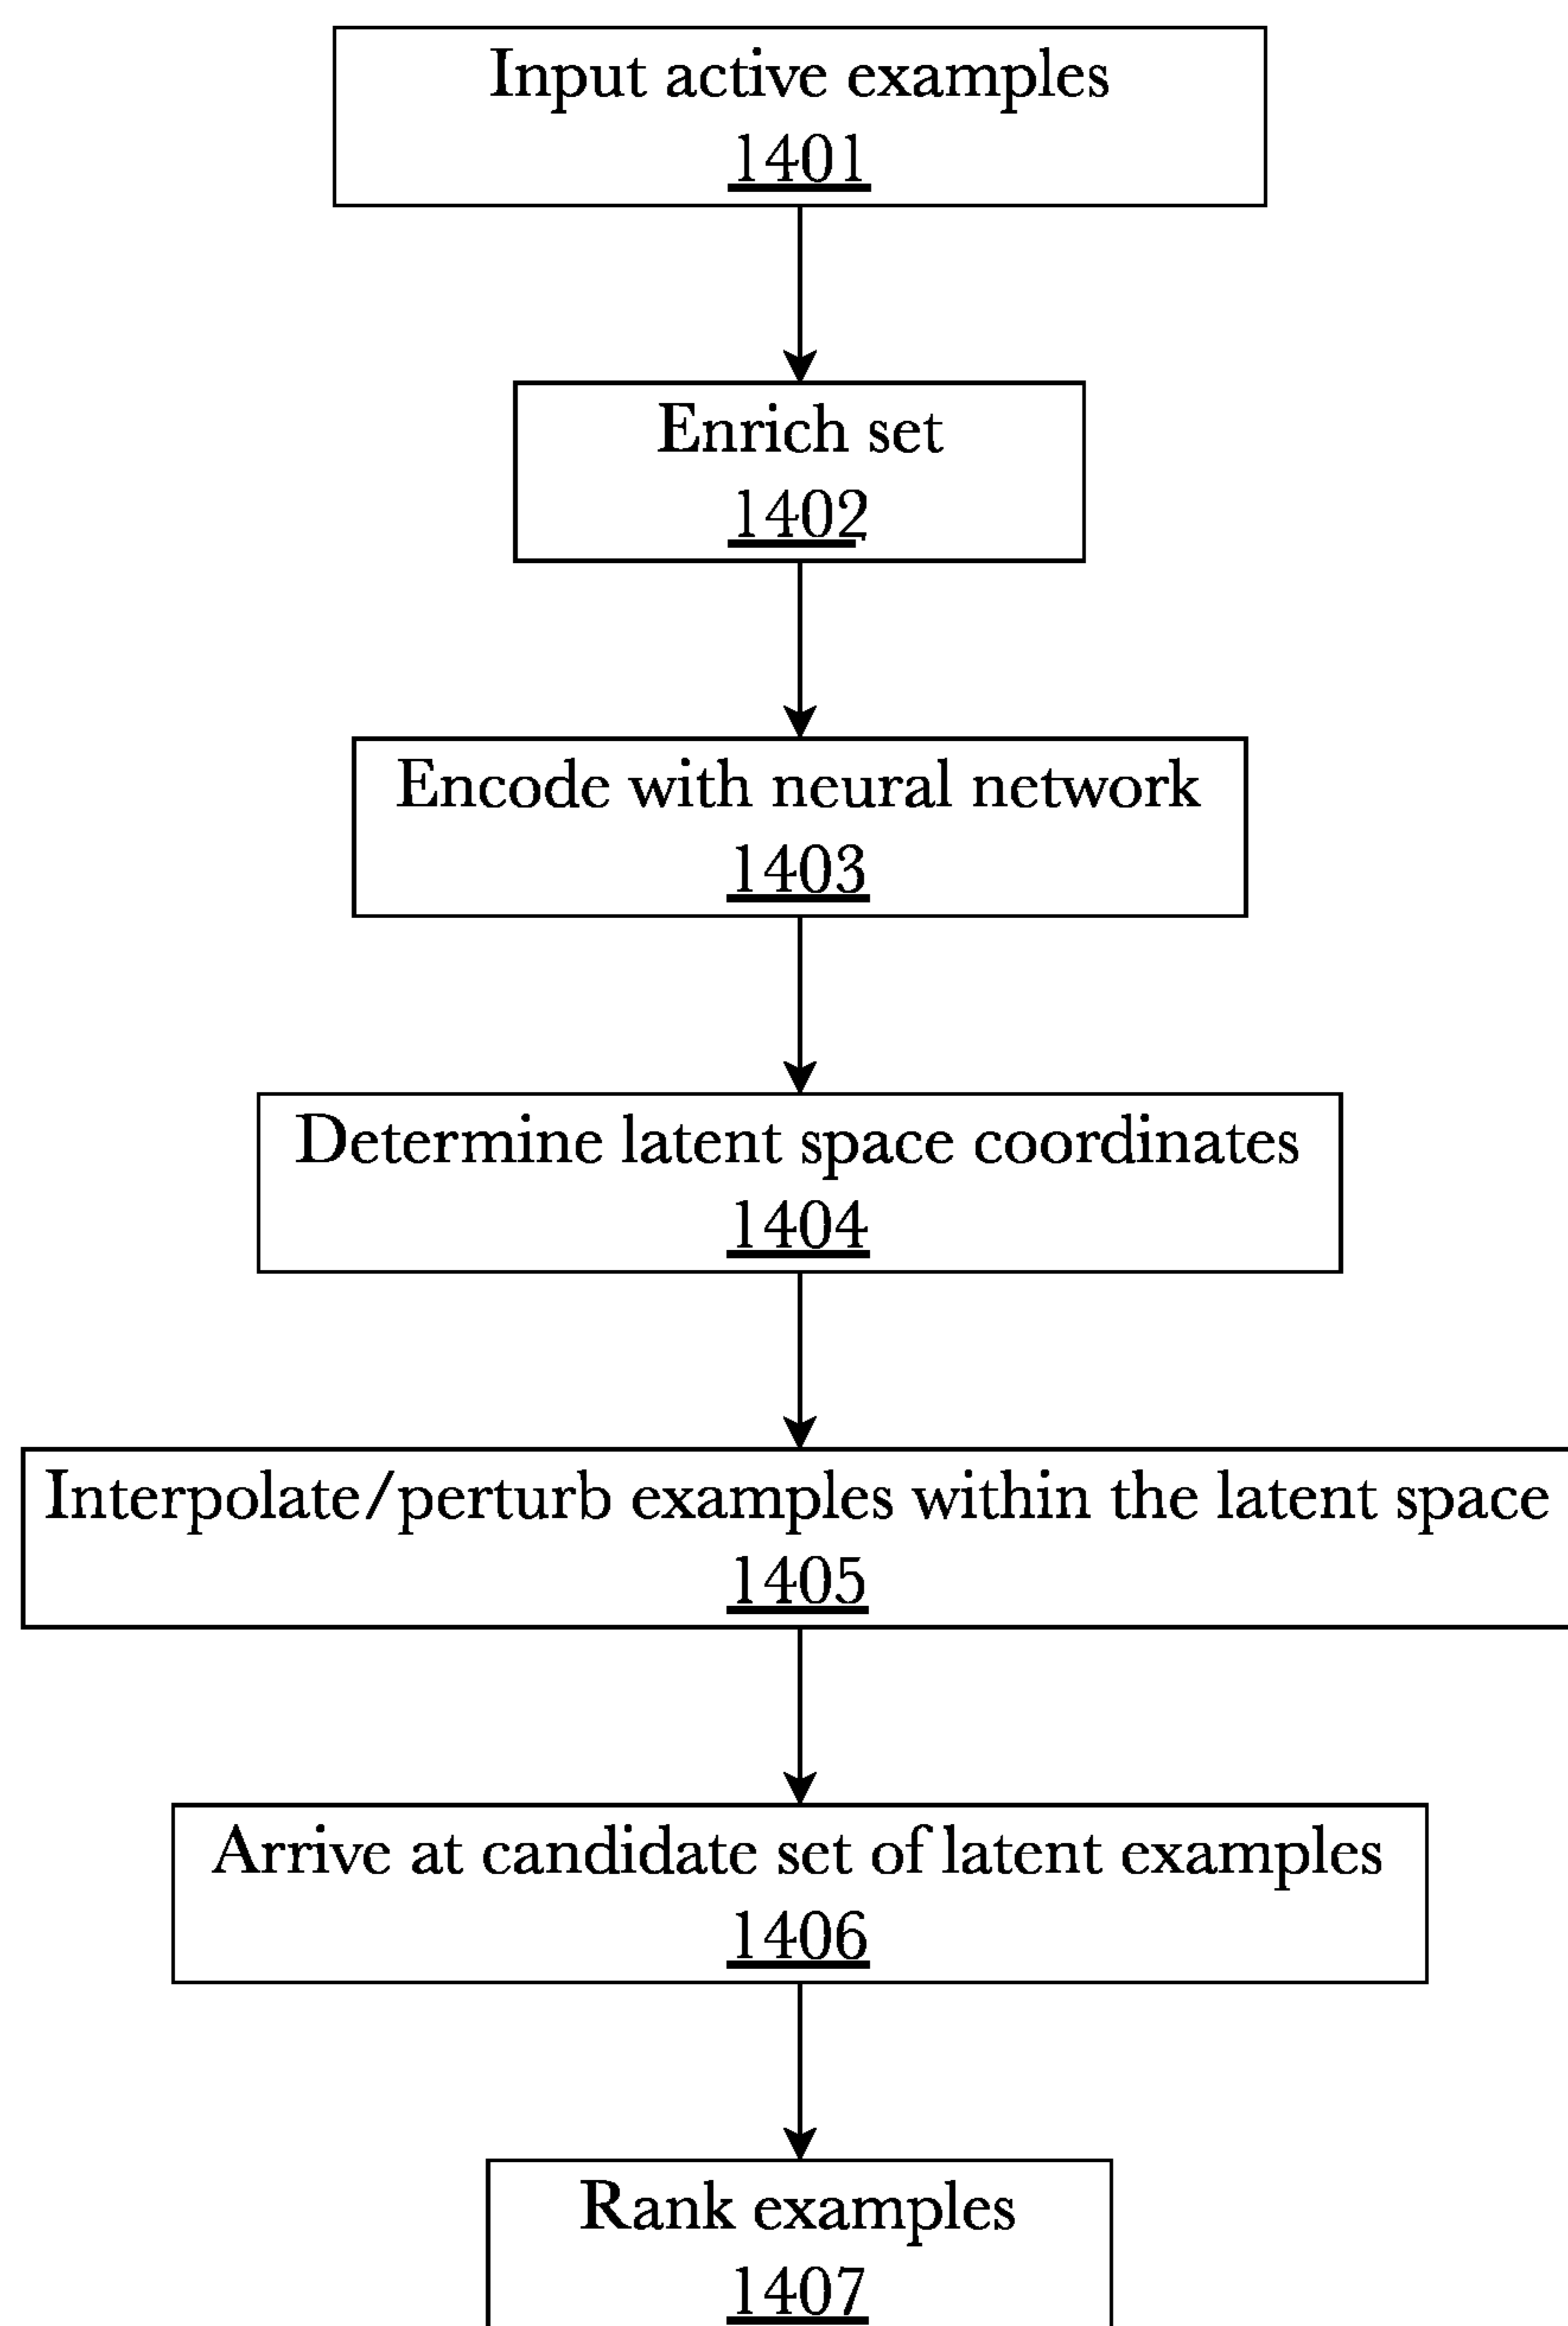 Input active examples
1401
Enrich set
1402
Encode with neural network
1403
Determine latent space coordinates
1404
Interpolate/perturb examples within the latent space
1405
Arrive at candidate set of latent examples
1406
Rank examples
1407